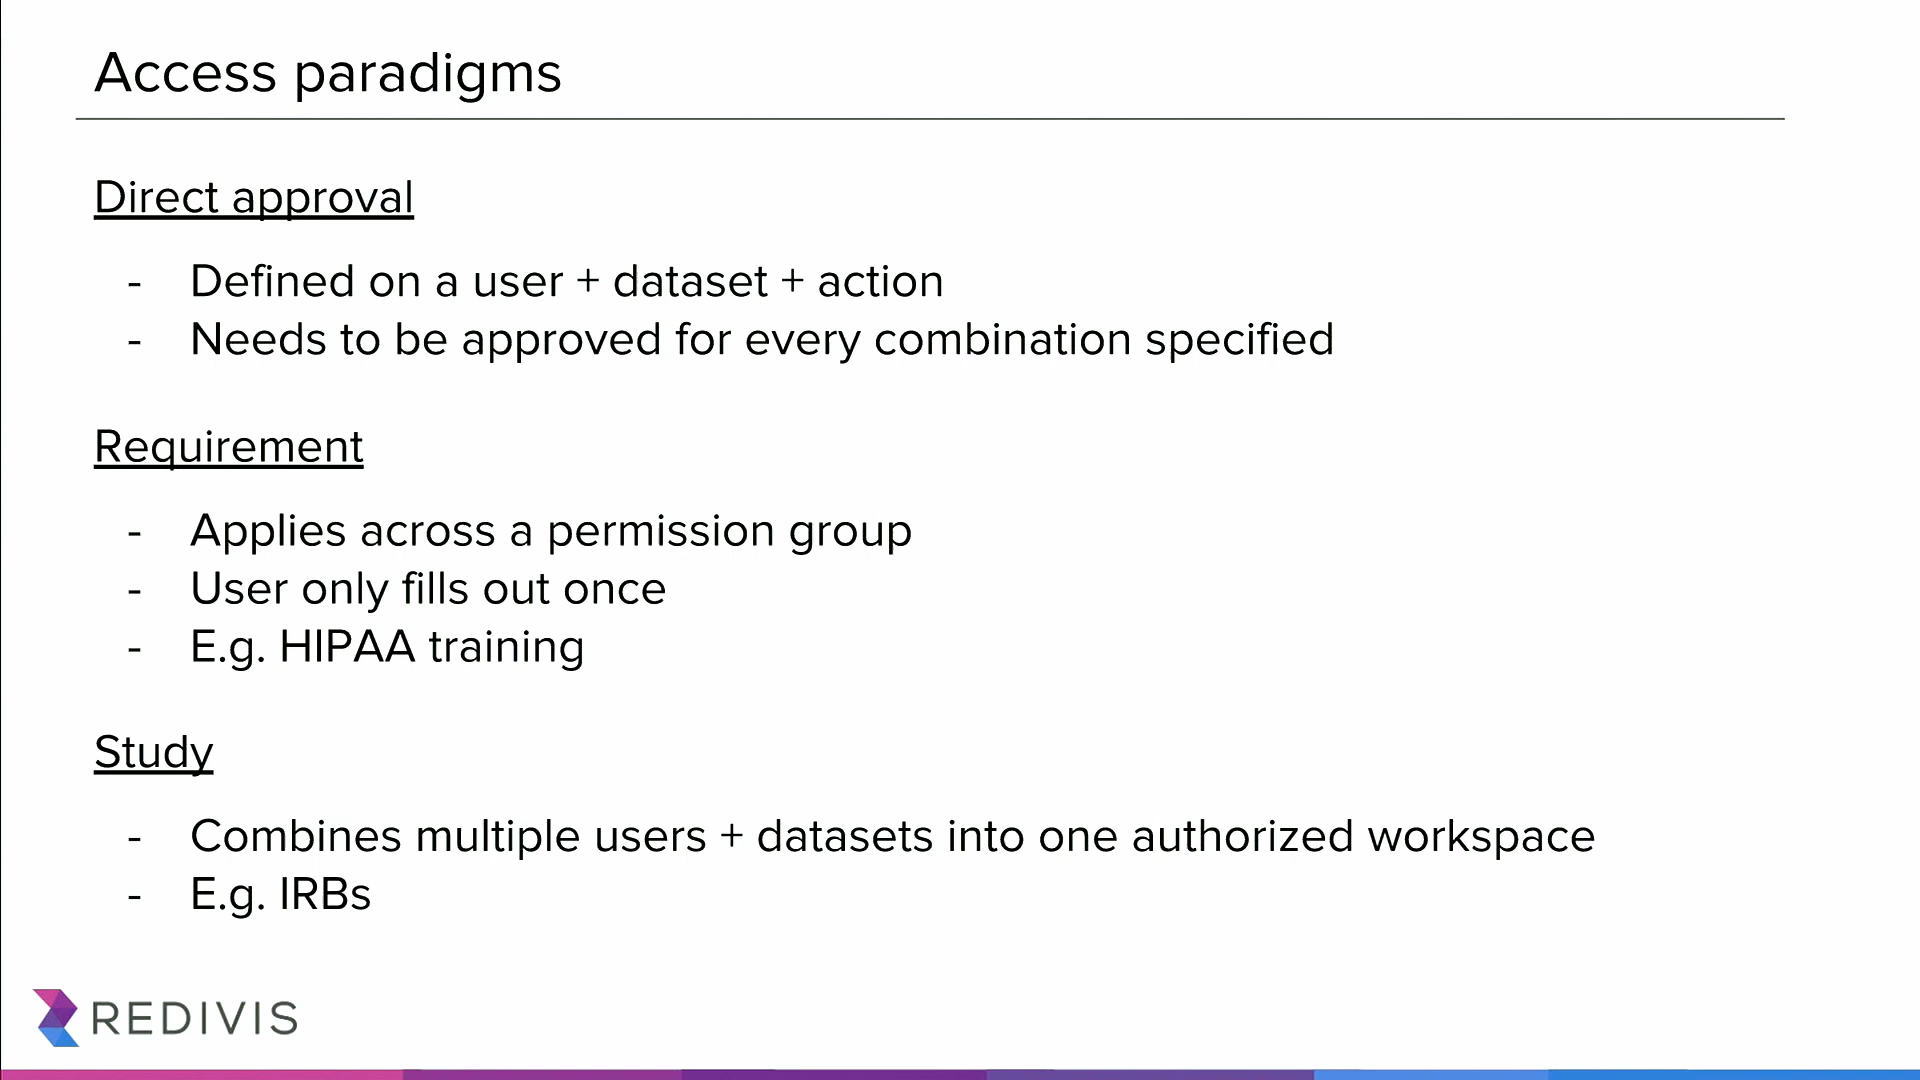 Access paradigms
Direct approval
- Defined on a user + dataset + action
- Needs to be approved for every combination specified
Requirement
- Applies across a permission group
- User only fills out once
- E.g. HIPAA training
Study
- Combines multiple users + datasets into one authorized workspace
- E.g. IRBs
REDIVIS